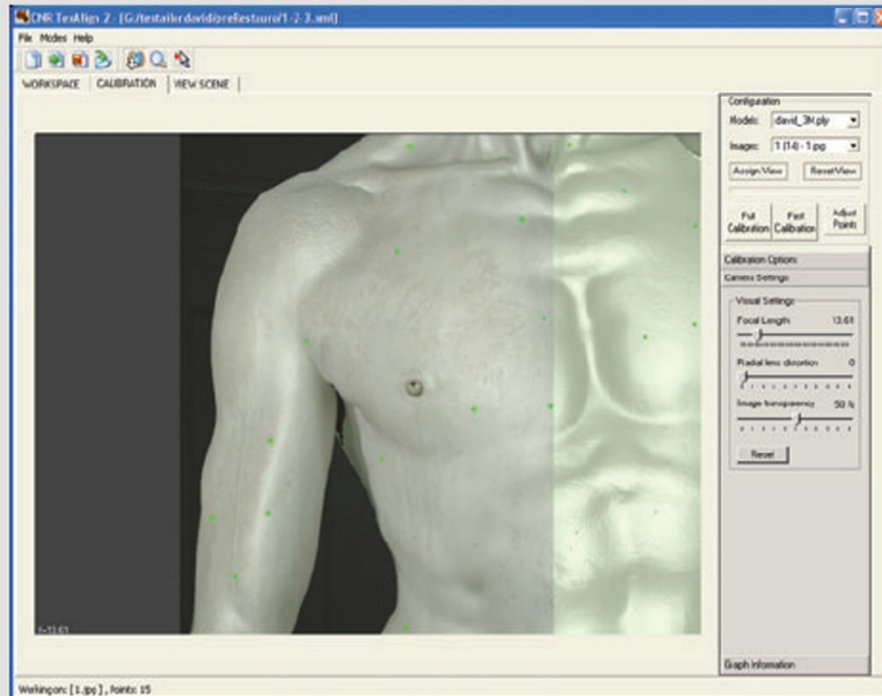 CNR TexAlign 2 - [G:/textailor/david/preRestauro/1-2-3.xml]
File Modes Help
WORKSPACE CALIBRATION VIEW SCENE
Configuration
Models: david_3M.ply
Images: 1 (14) - 1.jpg
Assign View Reset View
Full Calibration Fast Calibration Adjust Points
Calibration Options
Camera Settings
Visual Settings
Focal Length 13.61
Radial lens distortion 0
Image transparency 50 %
Reset
f=13.61
Graph Information
Working on: [1.jpg] , Points: 15